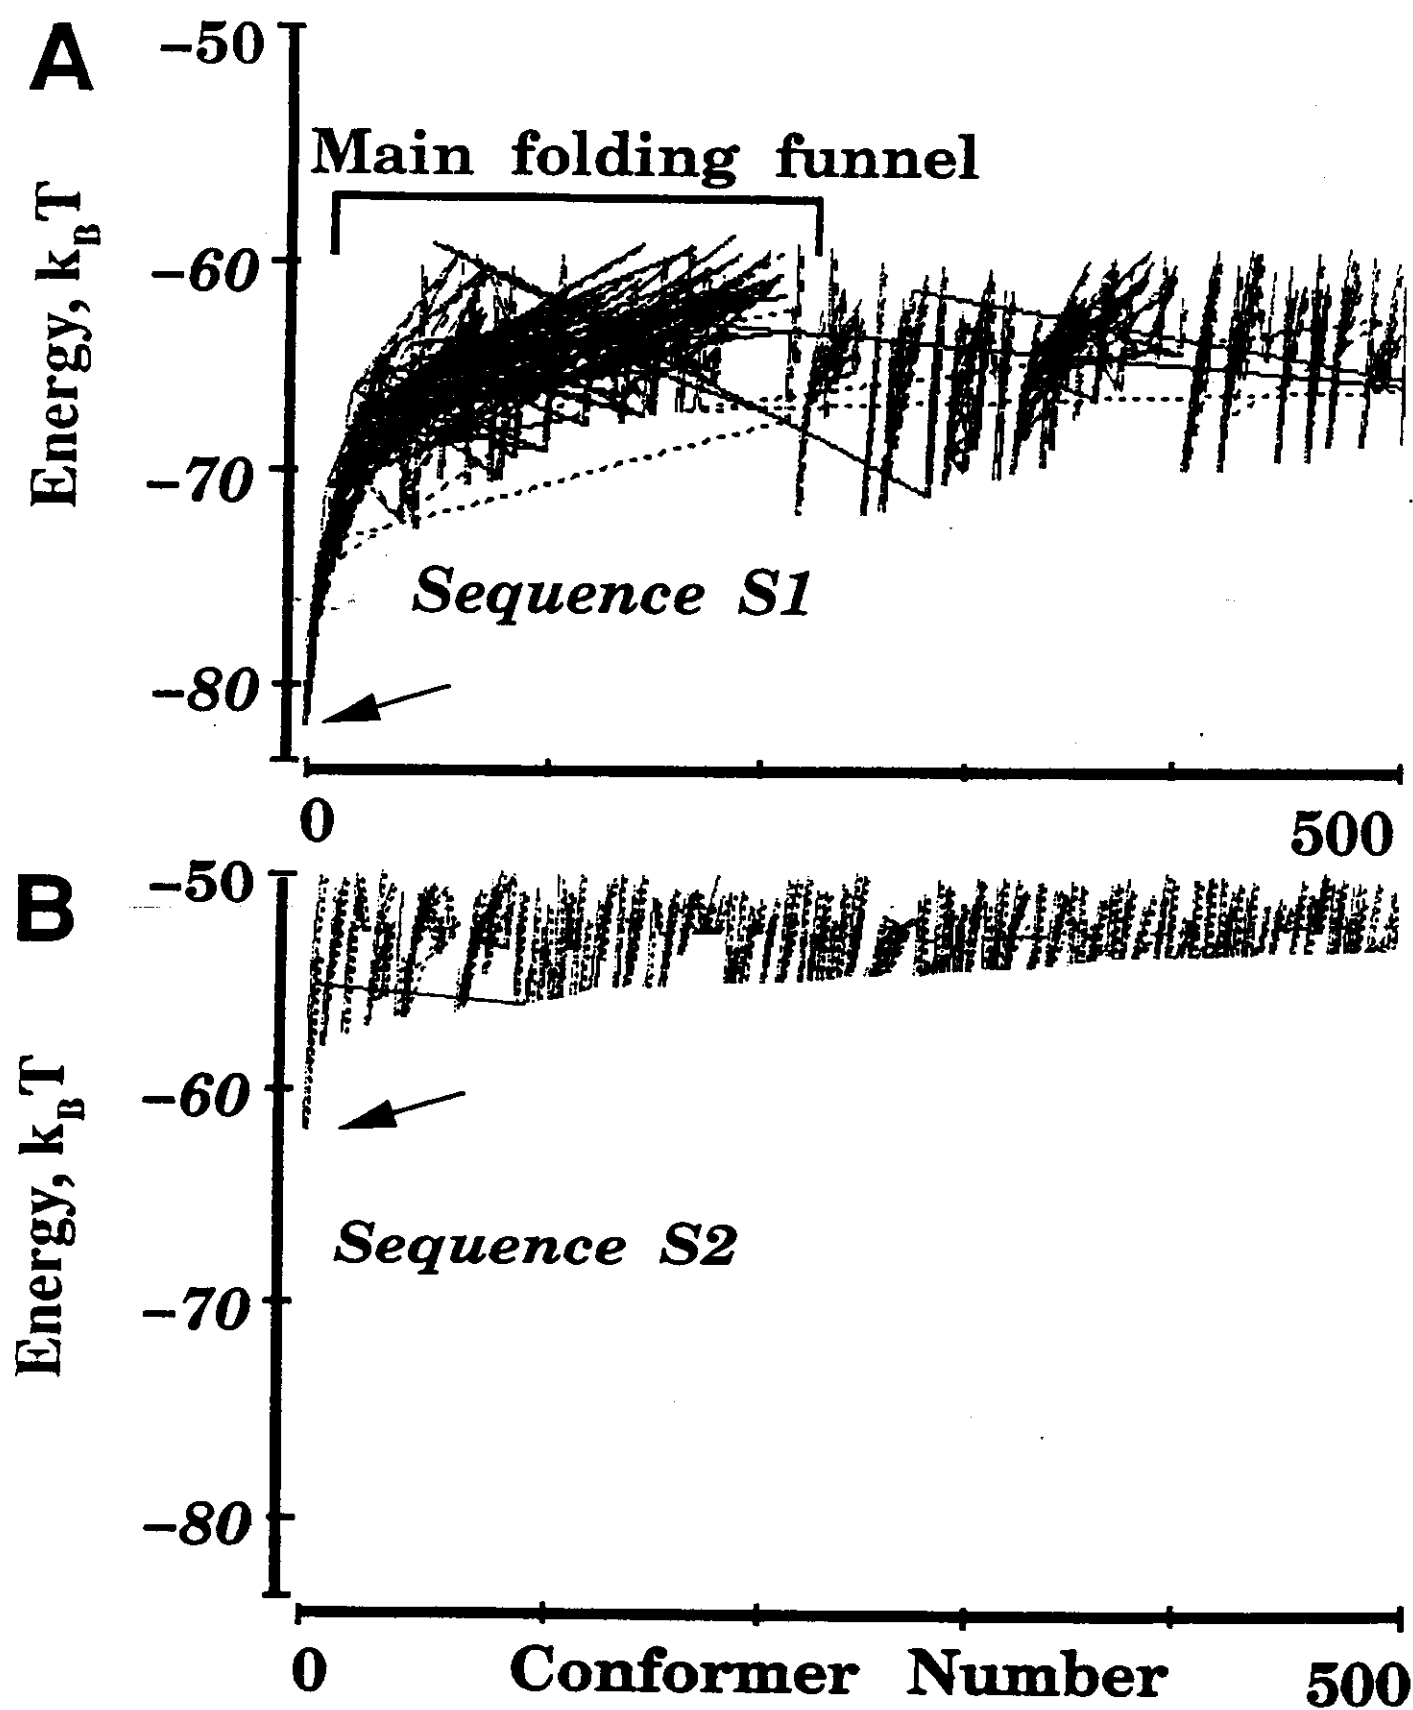 A
−50
Main folding funnel
−60
Energy, kBT
−70
Sequence S1
−80
0
500
B
−50
−60
Energy, kBT
Sequence S2
−70
−80
0
Conformer Number
500